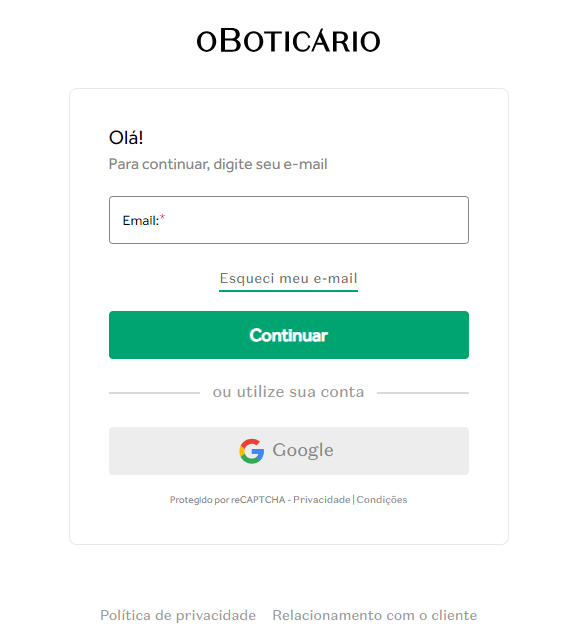 oBOTICÁRIO
Olá!
Para continuar, digite seu e-mail
Email:*
Esqueci meu e-mail
Continuar
ou utilize sua conta
Google
Protegido por reCAPTCHA - Privacidade | Condições
Política de privacidade Relacionamento com o cliente